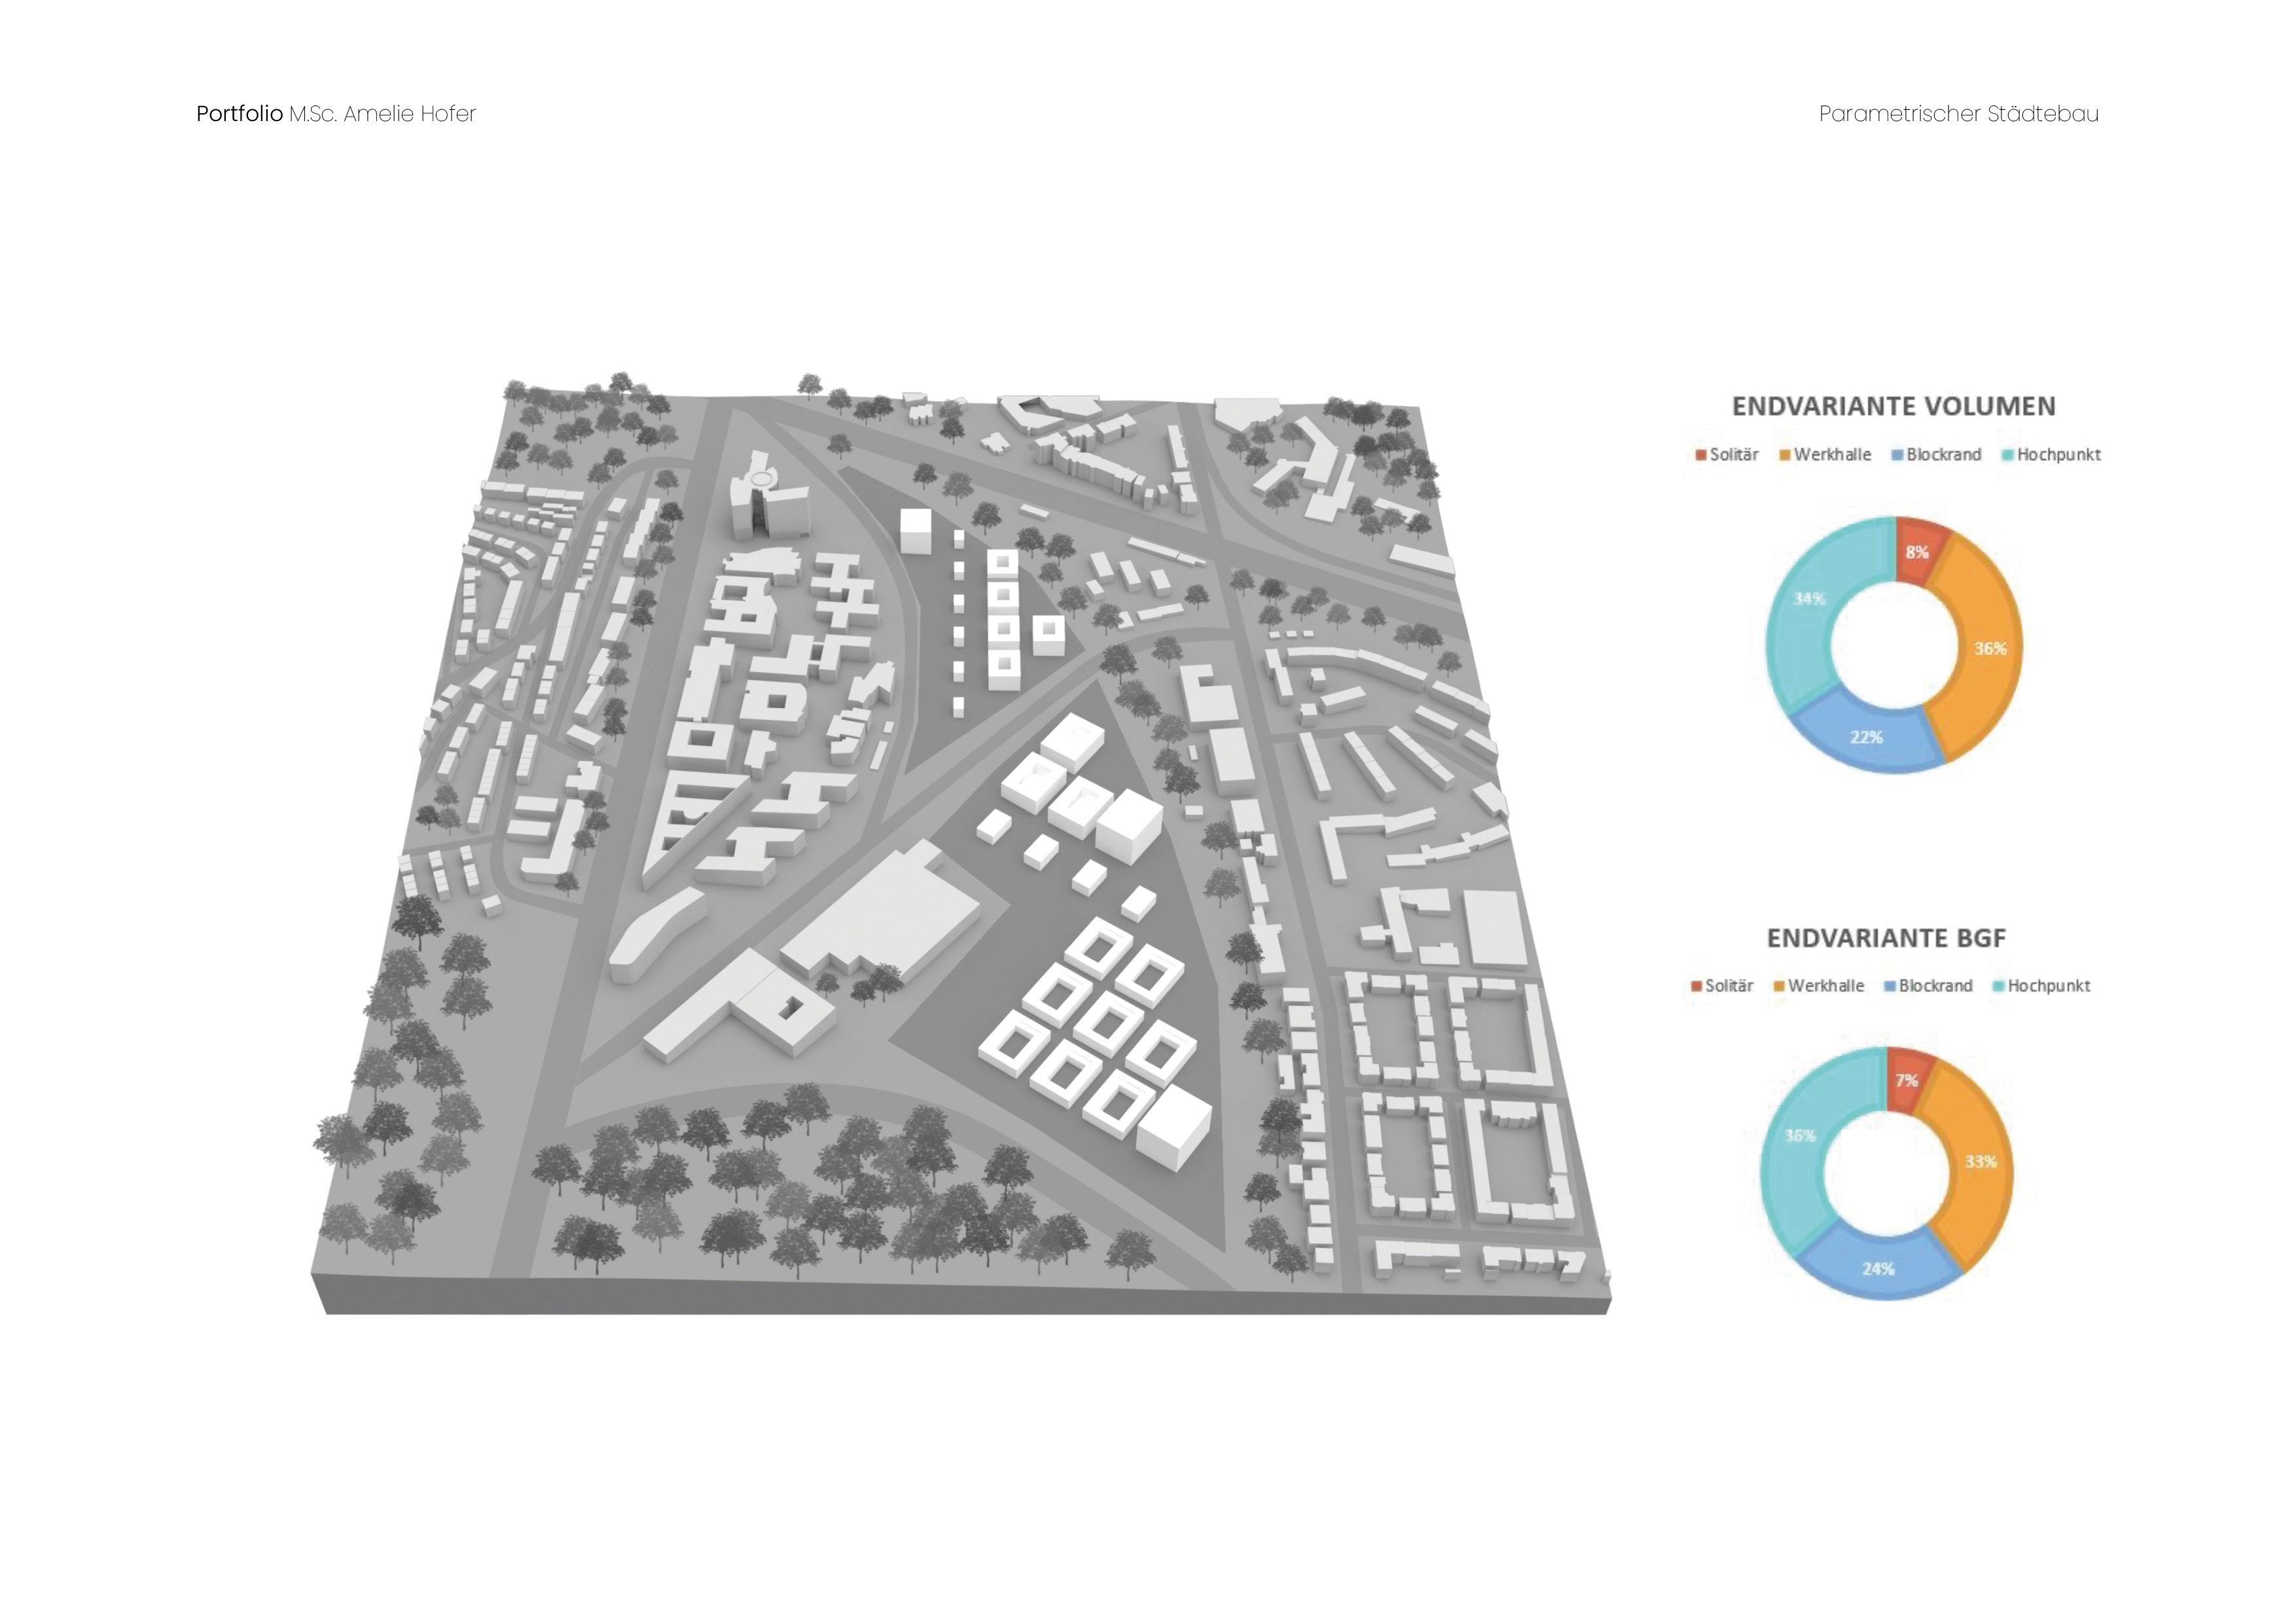 Portfolio M.Sc. Amelie Hofer
Parametrischer Städtebau
ENDVARIANTE VOLUMEN
Solitär Werkhalle Blockrand Hochpunkt
8%
34%
36%
22%
ENDVARIANTE BGF
Solitär Werkhalle Blockrand Hochpunkt
7%
36%
33%
24%